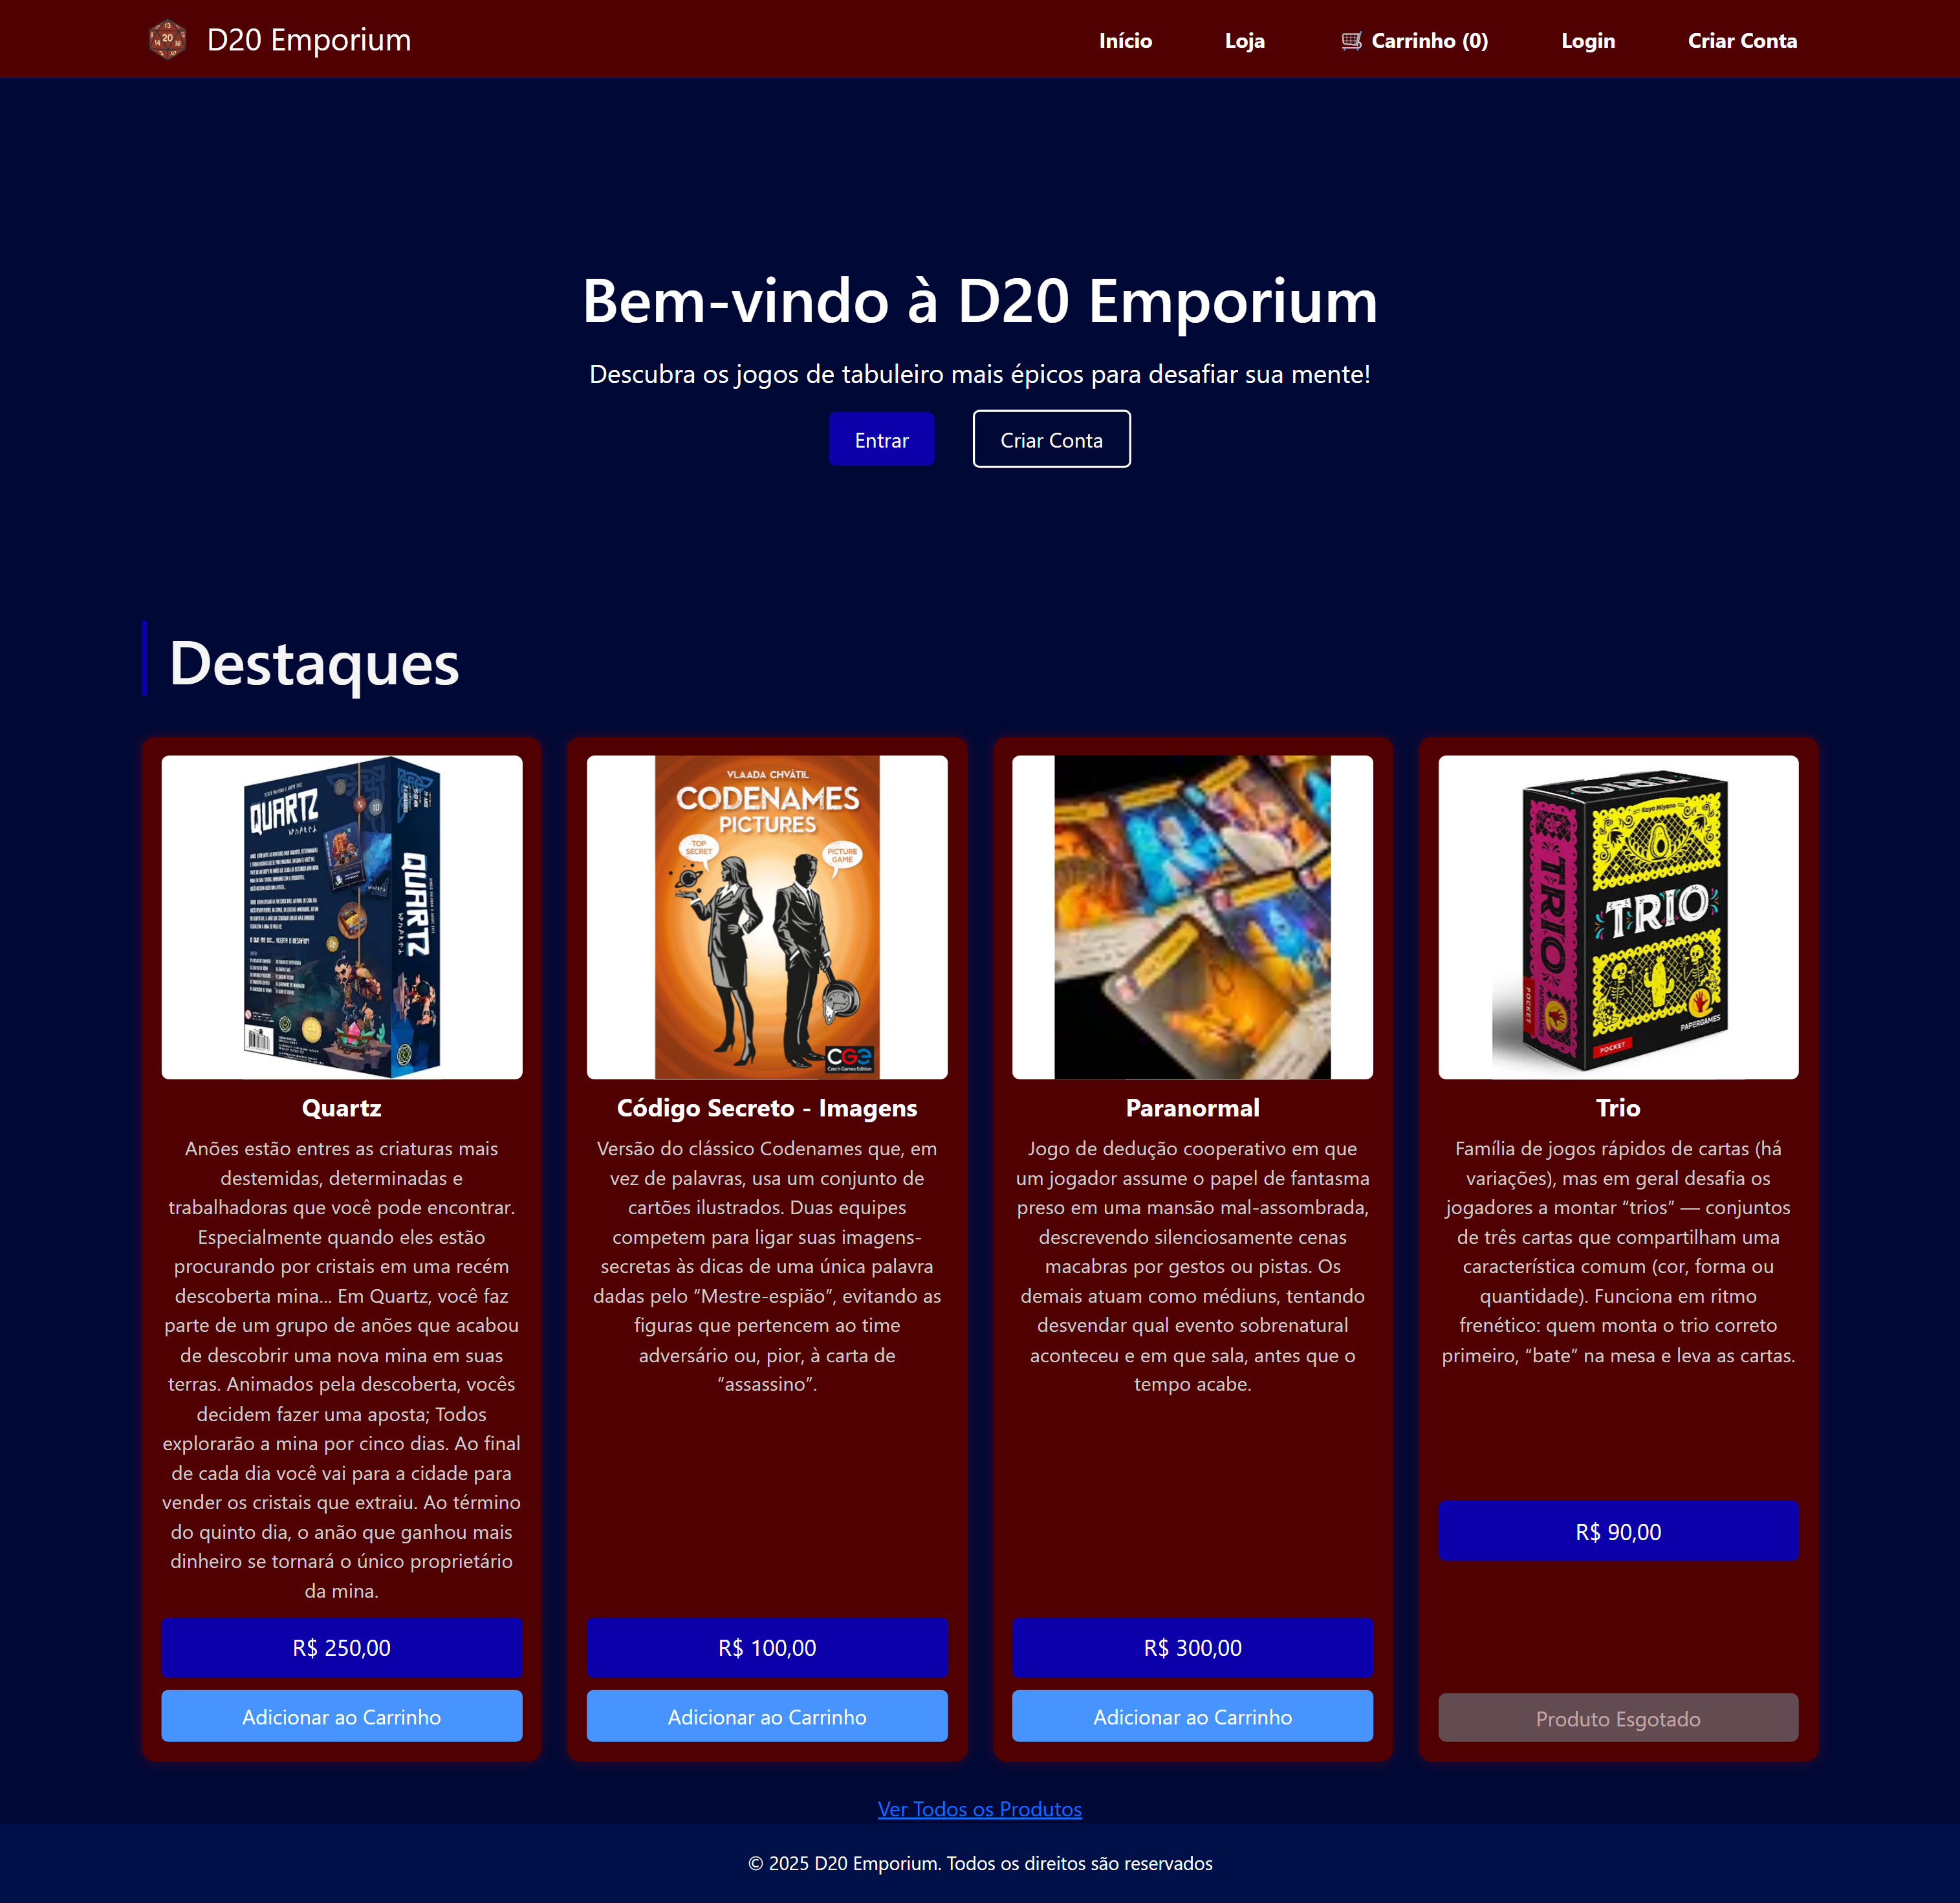 D20 Emporium
Início
Loja
🛒 Carrinho (0)
Login
Criar Conta
Bem-vindo à D20 Emporium
Descubra os jogos de tabuleiro mais épicos para desafiar sua mente!
Entrar
Criar Conta
Destaques
QUARTZ
QUARTZ
Quartz
Anões estão entres as criaturas mais
destemidas, determinadas e
trabalhadoras que você pode encontrar.
Especialmente quando eles estão
procurando por cristais em uma recém
descoberta mina... Em Quartz, você faz
parte de um grupo de anões que acabou
de descobrir uma nova mina em suas
terras. Animados pela descoberta, vocês
decidem fazer uma aposta; Todos
explorarão a mina por cinco dias. Ao final
de cada dia você vai para a cidade para
vender os cristais que extraiu. Ao término
do quinto dia, o anão que ganhou mais
dinheiro se tornará o único proprietário
da mina.
R$ 250,00
Adicionar ao Carrinho
VLAADA CHVÁTIL
CODENAMES
PICTURES
TOP
SECRET
PICTURE
GAME
CGE
Czech Games Edition
Código Secreto - Imagens
Versão do clássico Codenames que, em
vez de palavras, usa um conjunto de
cartões ilustrados. Duas equipes
competem para ligar suas imagens-
secretas às dicas de uma única palavra
dadas pelo “Mestre-espião”, evitando as
figuras que pertencem ao time
adversário ou, pior, à carta de
“assassino”.
R$ 100,00
Adicionar ao Carrinho
Paranormal
Jogo de dedução cooperativo em que
um jogador assume o papel de fantasma
preso em uma mansão mal-assombrada,
descrevendo silenciosamente cenas
macabras por gestos ou pistas. Os
demais atuam como médiuns, tentando
desvendar qual evento sobrenatural
aconteceu e em que sala, antes que o
tempo acabe.
R$ 300,00
Adicionar ao Carrinho
TRIO
Kaya Miyano
TRIO
TRIO
POCKET
PAPERGAMES
POCKET
Trio
Família de jogos rápidos de cartas (há
variações), mas em geral desafia os
jogadores a montar “trios” — conjuntos
de três cartas que compartilham uma
característica comum (cor, forma ou
quantidade). Funciona em ritmo
frenético: quem monta o trio correto
primeiro, “bate” na mesa e leva as cartas.
R$ 90,00
Produto Esgotado
Ver Todos os Produtos
© 2025 D20 Emporium. Todos os direitos são reservados